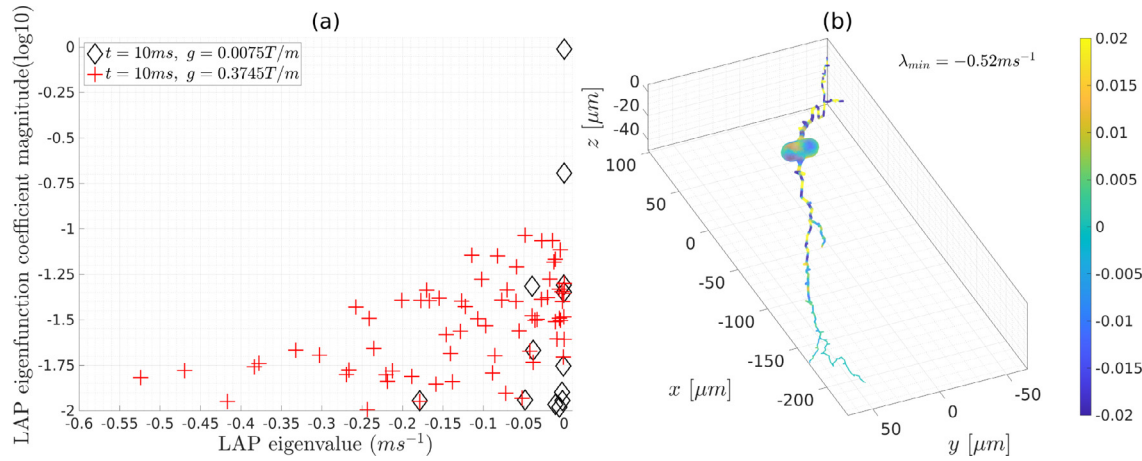 (a)
LAP eigenfunction coefficient magnitude(log10)
0
-0.25
-0.5
-0.75
-1
-1.25
-1.5
-1.75
-2
t = 10ms, g = 0.0075T/m
t = 10ms, g = 0.3745T/m
-0.6 -0.55 -0.5 -0.45 -0.4 -0.35 -0.3 -0.25 -0.2 -0.15 -0.1 -0.05 0
LAP eigenvalue (ms⁻¹)
(b)
λmin = −0.52ms⁻¹
z [μm]
0
-20
-40
100
50
0
-50
-100
-150
-200
x [μm]
50 0 -50
y [μm]
0.02
0.015
0.01
0.005
0
-0.005
-0.01
-0.015
-0.02